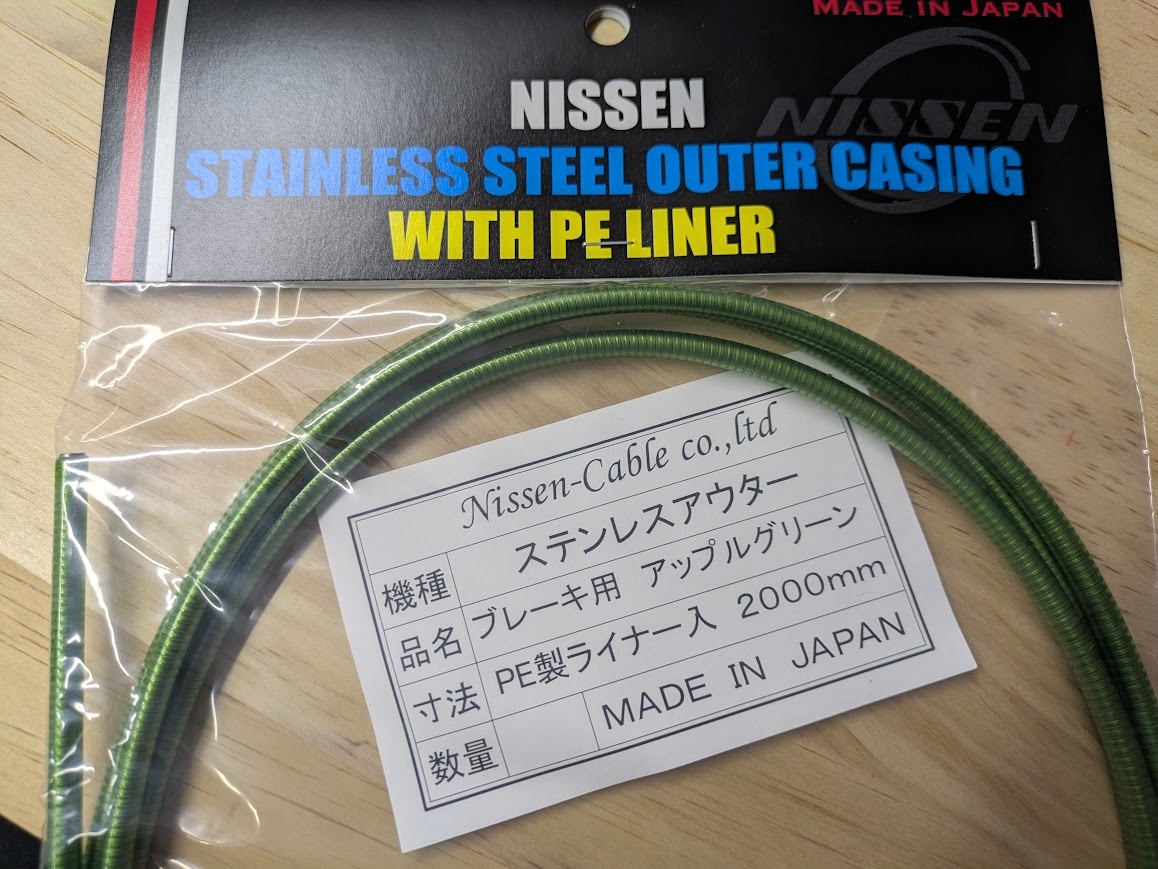 MADE IN JAPAN
NISSEN
NISSEN
STAINLESS STEEL OUTER CASING
WITH PE LINER
Nissen-Cable co.,ltd
機種 ステンレスアウター
品名 ブレーキ用 アップルグリーン
寸法 PE製ライナー入 2000mm
数量 MADE IN JAPAN